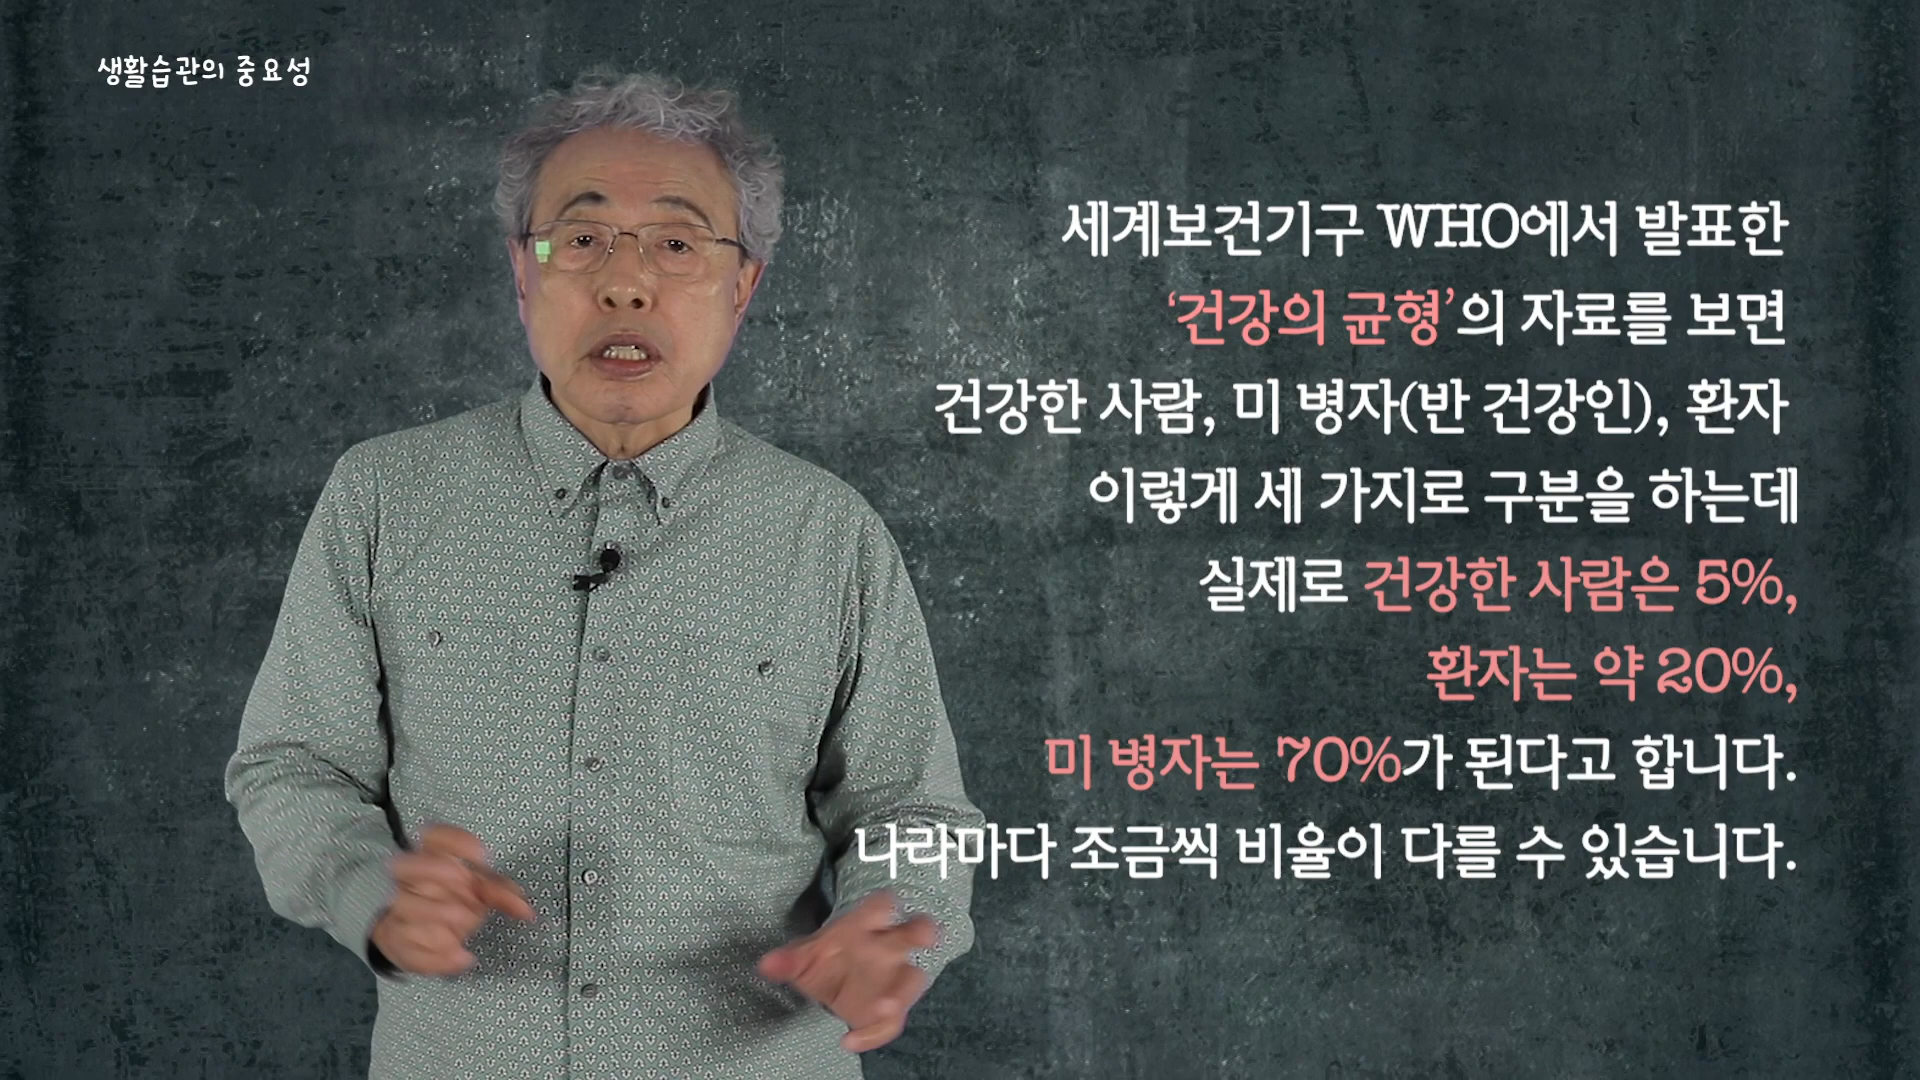 생활습관의 중요성
세계보건기구 WHO에서 발표한
‘건강의 균형’의 자료를 보면
건강한 사람, 미 병자(반 건강인), 환자
이렇게 세 가지로 구분을 하는데
실제로 건강한 사람은 5%,
환자는 약 20%,
미 병자는 70%가 된다고 합니다.
나라마다 조금씩 비율이 다를 수 있습니다.